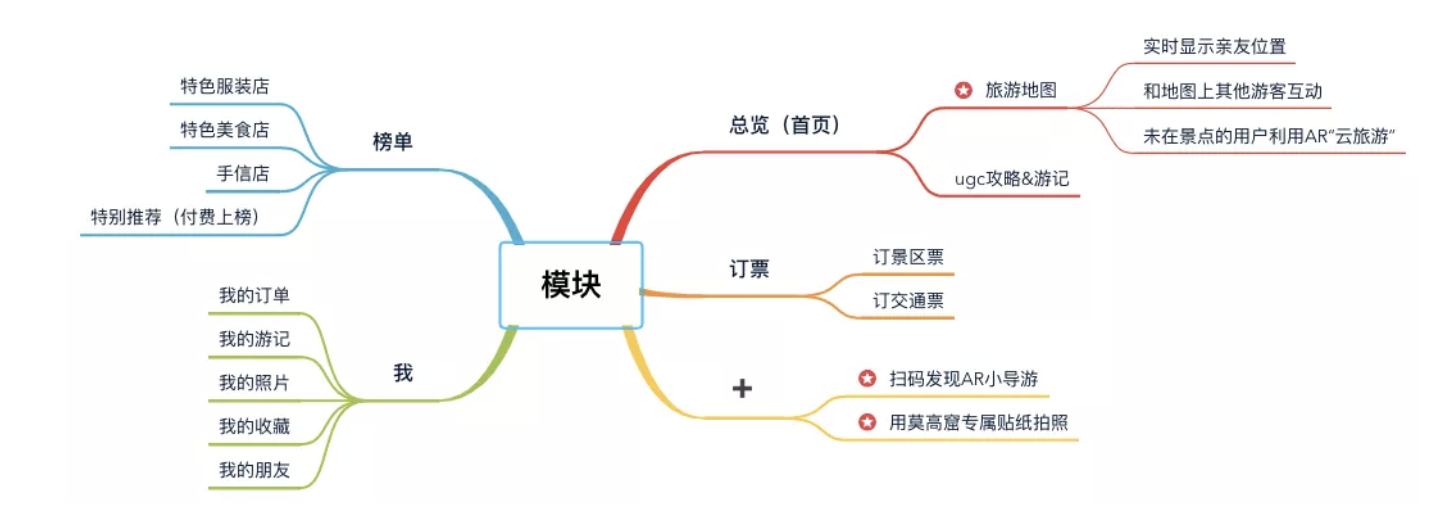 模块
总览（首页）
旅游地图
实时显示亲友位置
和地图上其他游客互动
未在景点的用户利用AR“云旅游”
ugc攻略&游记
订票
订景区票
订交通票
+
扫码发现AR小导游
用莫高窟专属贴纸拍照
榜单
特色服装店
特色美食店
手信店
特别推荐（付费上榜）
我
我的订单
我的游记
我的照片
我的收藏
我的朋友